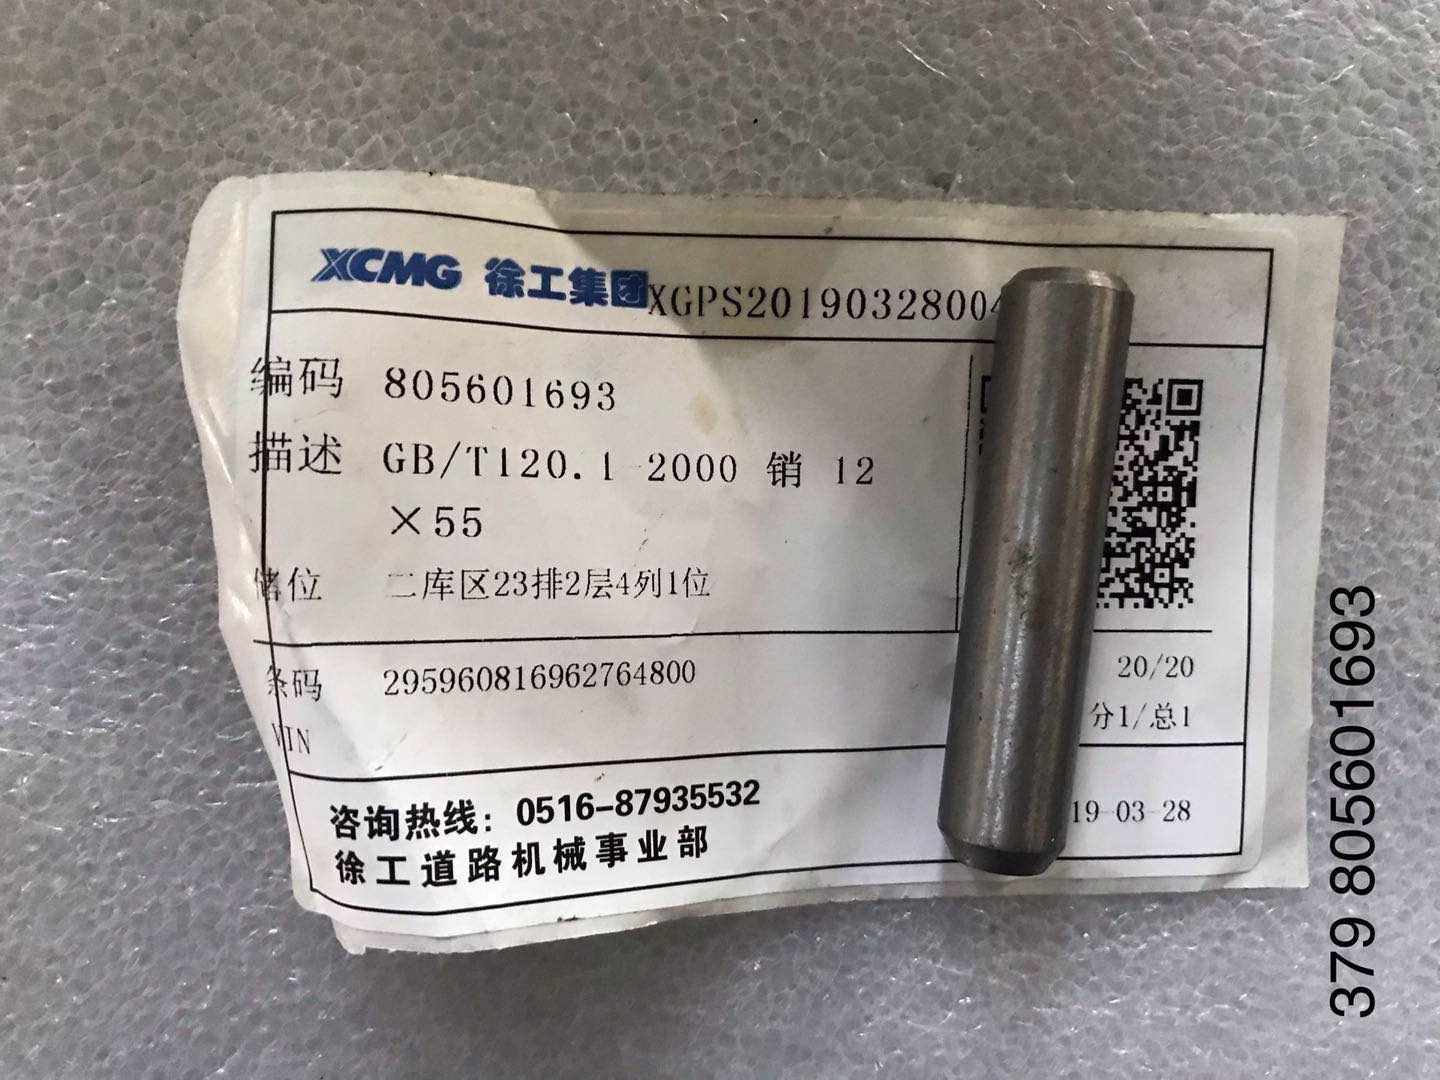 XCMG 徐工集团 XGPS2019032800
编码 805601693
描述 GB/T120.1 2000 销 12
×55
储位 二库区23排2层4列1位
条码 295960816962764800
20/20
VIN
分1/总1
咨询热线：0516-87935532
19-03-28
徐工道路机械事业部
379 805601693